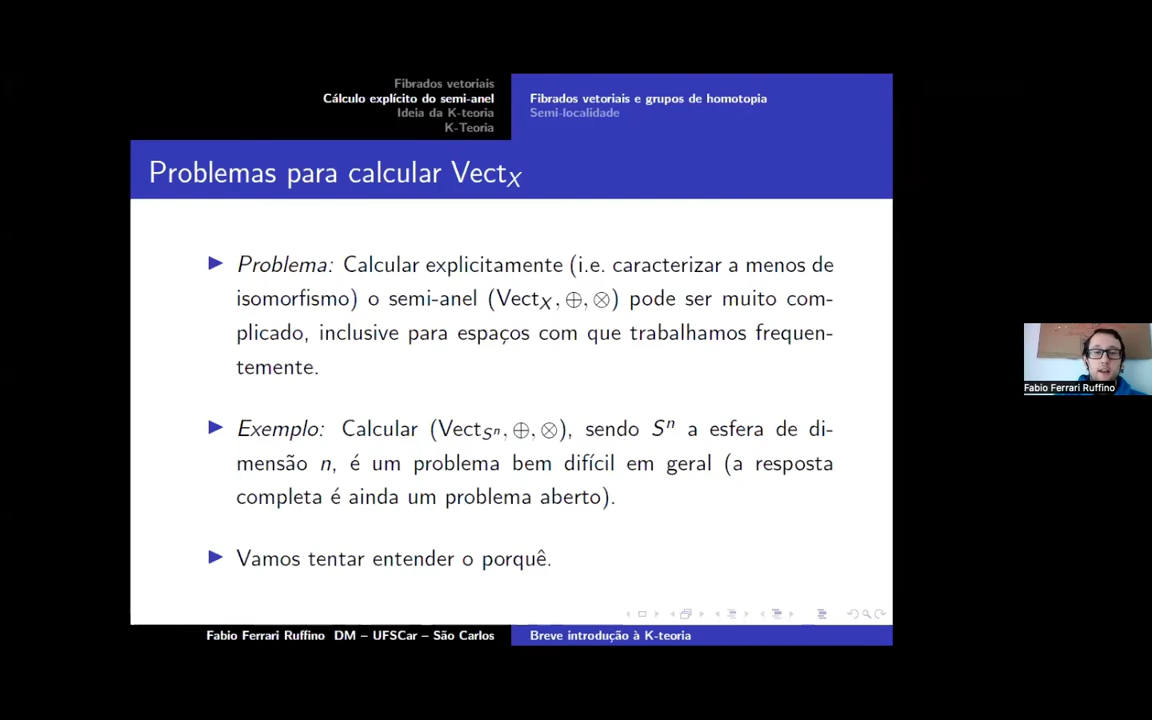 Fibrados vetoriais
Cálculo explícito do semi-anel
Ideia da K-teoria
K-Teoria
Fibrados vetoriais e grupos de homotopia
Semi-localidade
Problemas para calcular Vect_X
Problema: Calcular explicitamente (i.e. caracterizar a menos de
isomorfismo) o semi-anel (Vect_X, ⊕, ⊗) pode ser muito com-
plicado, inclusive para espaços com que trabalhamos frequen-
temente.
Exemplo: Calcular (Vect_{S^n}, ⊕, ⊗), sendo S^n a esfera de di-
mensão n, é um problema bem difícil em geral (a resposta
completa é ainda um problema aberto).
Vamos tentar entender o porquê.
Fabio Ferrari Ruffino DM – UFSCar – São Carlos
Breve introdução à K-teoria
Fabio Ferrari Ruffino